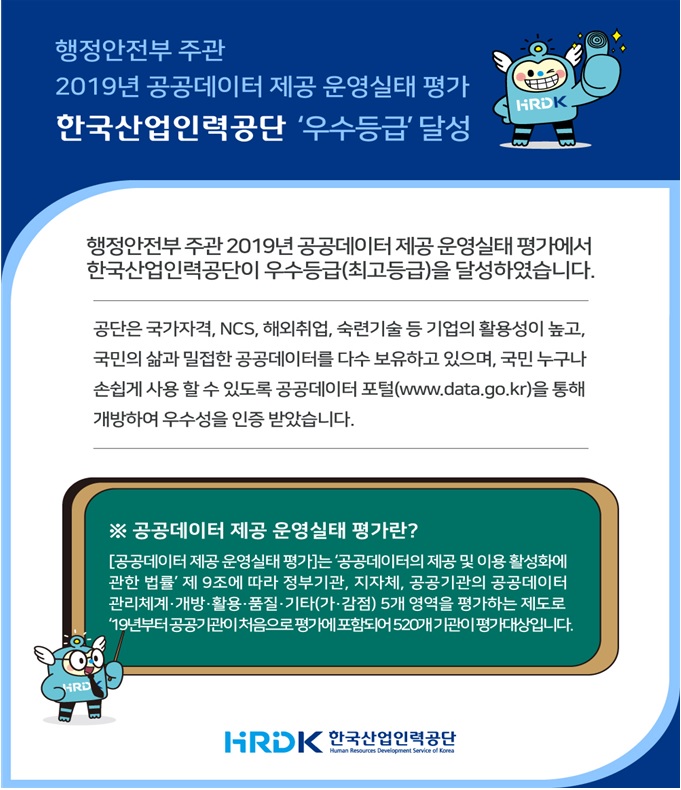 행정안전부 주관
2019년 공공데이터 제공 운영실태 평가
한국산업인력공단 ‘우수등급’ 달성
HRDK
행정안전부 주관 2019년 공공데이터 제공 운영실태 평가에서
한국산업인력공단이 우수등급(최고등급)을 달성하였습니다.
공단은 국가자격, NCS, 해외취업, 숙련기술 등 기업의 활용성이 높고,
국민의 삶과 밀접한 공공데이터를 다수 보유하고 있으며, 국민 누구나
손쉽게 사용 할 수 있도록 공공데이터 포털(www.data.go.kr)을 통해
개방하여 우수성을 인증 받았습니다.
※ 공공데이터 제공 운영실태 평가란?
[공공데이터 제공 운영실태 평가]는 ‘공공데이터의 제공 및 이용 활성화에
관한 법률’ 제 9조에 따라 정부기관, 지자체, 공공기관의 공공데이터
관리체계·개방·활용·품질·기타(가·감점) 5개 영역을 평가하는 제도로
‘19년부터 공공기관이 처음으로 평가에 포함되어 520개 기관이 평가대상입니다.
HRDK
HRDK 한국산업인력공단
Human Resources Development Service of Korea